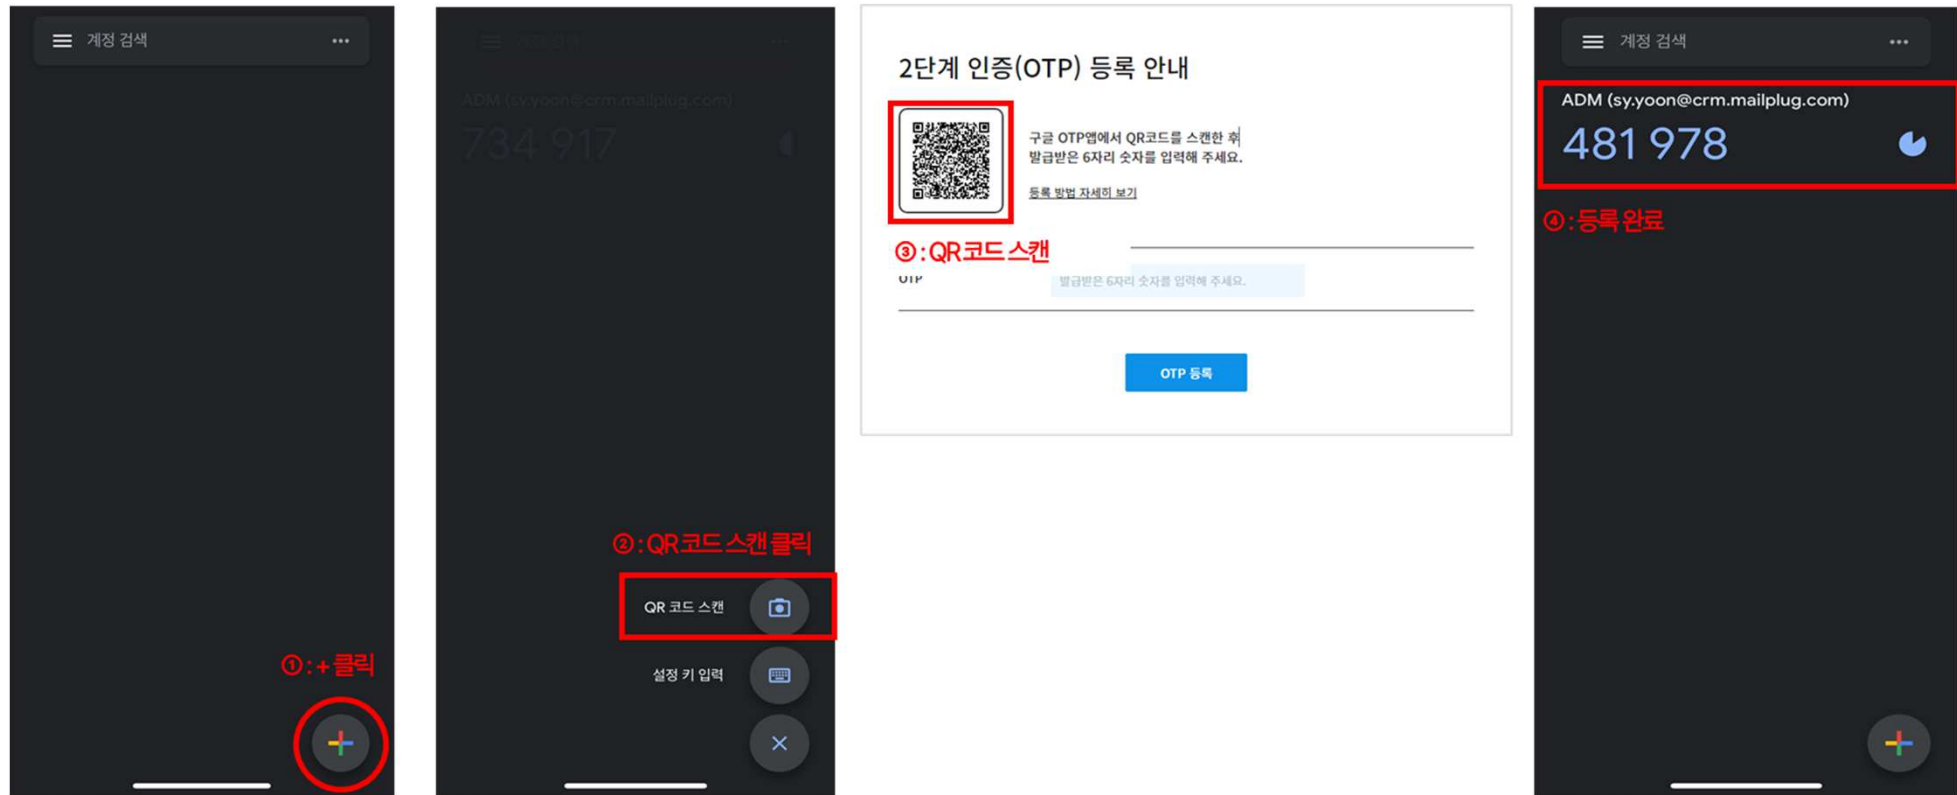 계정 검색
①:+ 클릭
계정 검색
ADM (sy.yoon@crm.mailplug.com)
734 917
②:QR코드 스캔 클릭
QR 코드 스캔
설정 키 입력
2단계 인증(OTP) 등록 안내
구글 OTP앱에서 QR코드를 스캔한 후
발급받은 6자리 숫자를 입력해 주세요.
등록 방법 자세히 보기
③:QR코드 스캔
OTP
발급받은 6자리 숫자를 입력해 주세요.
OTP 등록
계정 검색
ADM (sy.yoon@crm.mailplug.com)
481 978
④:등록 완료